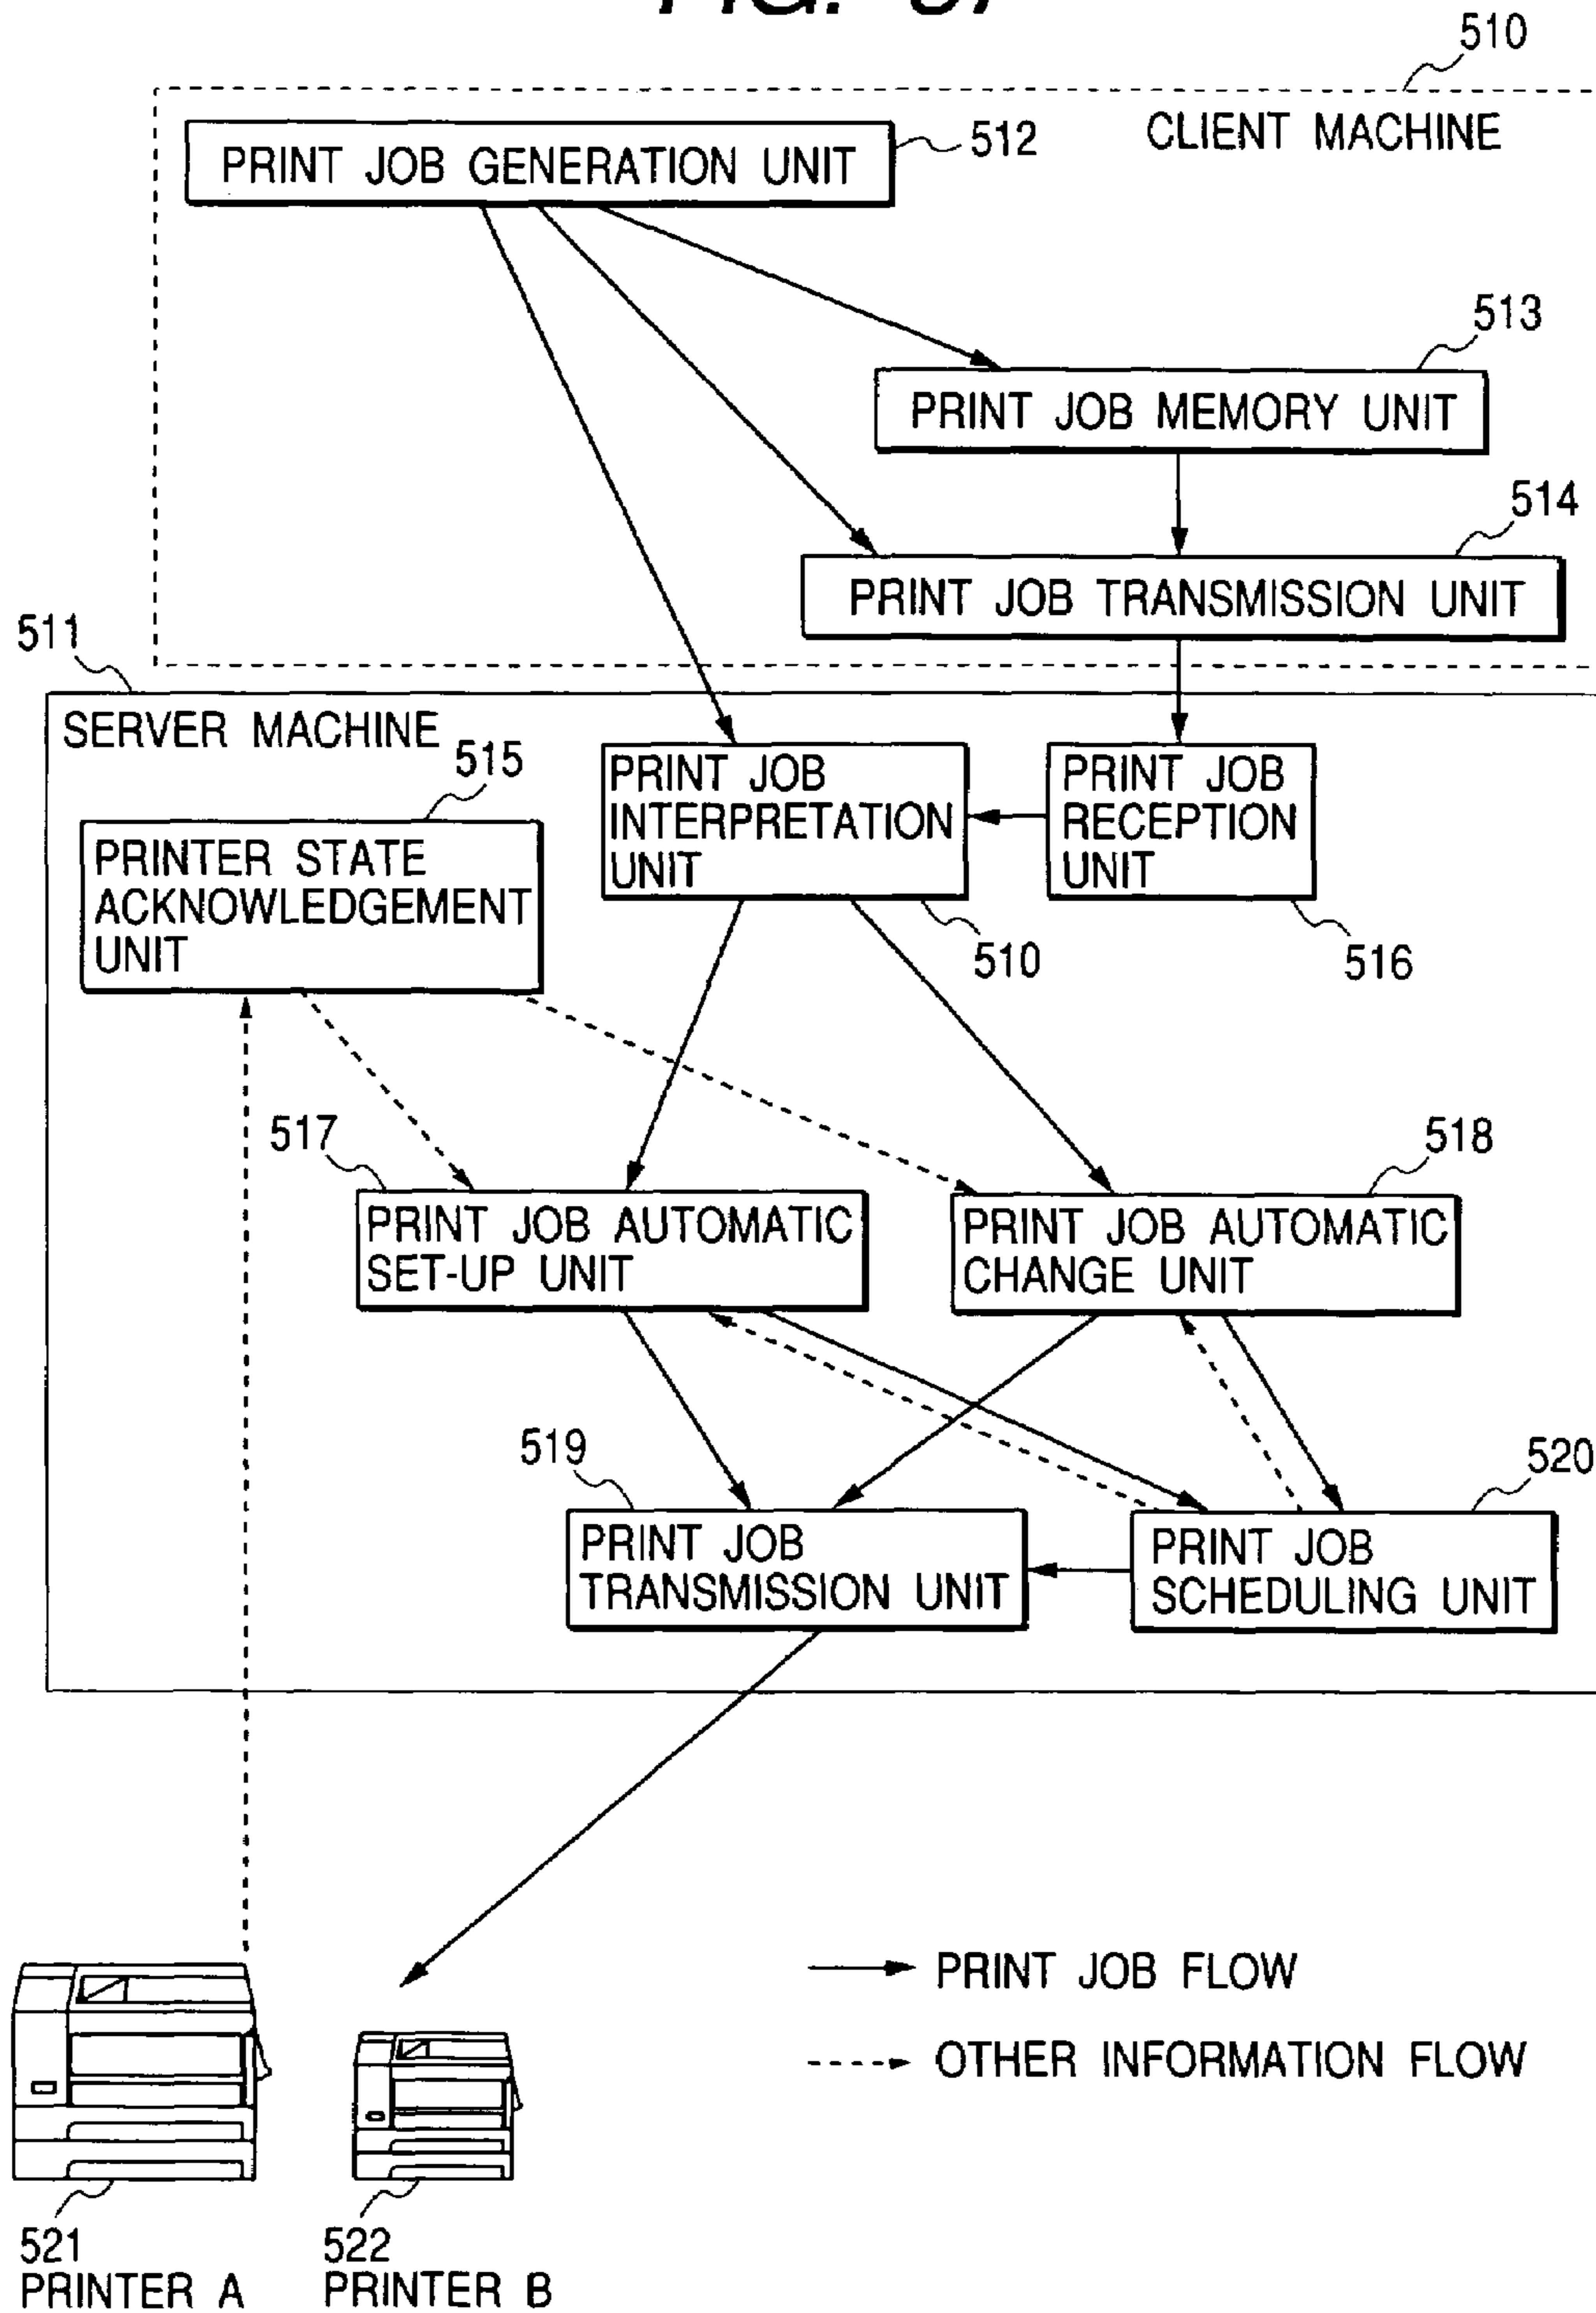 510
CLIENT MACHINE
PRINT JOB GENERATION UNIT
512
513
PRINT JOB MEMORY UNIT
514
PRINT JOB TRANSMISSION UNIT
511
SERVER MACHINE
515
PRINTER STATE
ACKNOWLEDGEMENT
UNIT
PRINT JOB
INTERPRETATION
UNIT
510
PRINT JOB
RECEPTION
UNIT
516
517
PRINT JOB AUTOMATIC
SET-UP UNIT
518
PRINT JOB AUTOMATIC
CHANGE UNIT
519
PRINT JOB
TRANSMISSION UNIT
520
PRINT JOB
SCHEDULING UNIT
PRINT JOB FLOW
OTHER INFORMATION FLOW
521
PRINTER A
522
PRINTER B